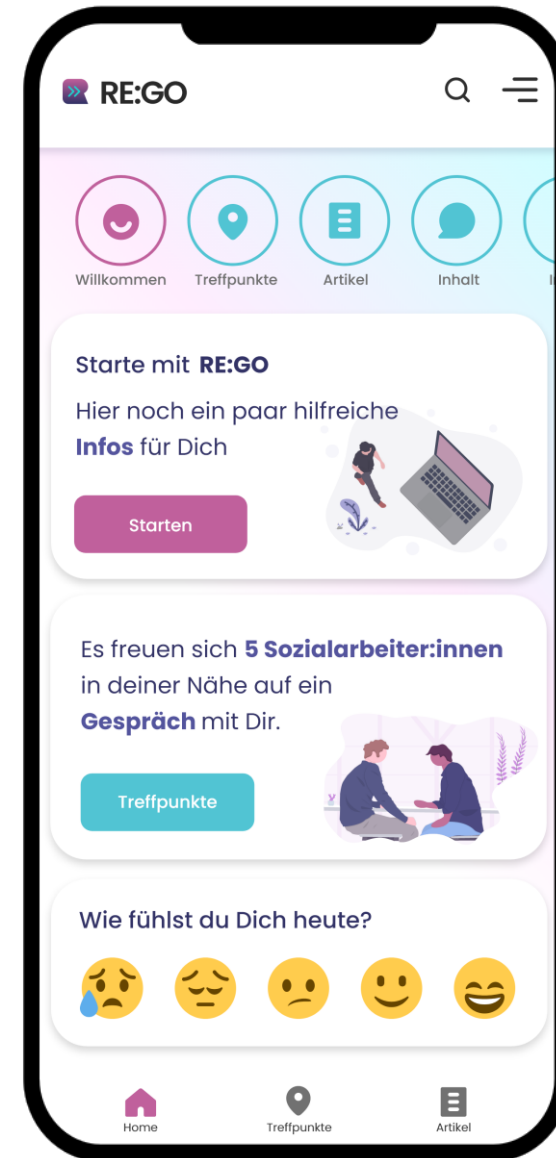 RE:GO
Willkommen
Treffpunkte
Artikel
Inhalt
Starte mit RE:GO
Hier noch ein paar hilfreiche
Infos für Dich
Starten
Es freuen sich 5 Sozialarbeiter:innen
in deiner Nähe auf ein
Gespräch mit Dir.
Treffpunkte
Wie fühlst du Dich heute?
Home
Treffpunkte
Artikel